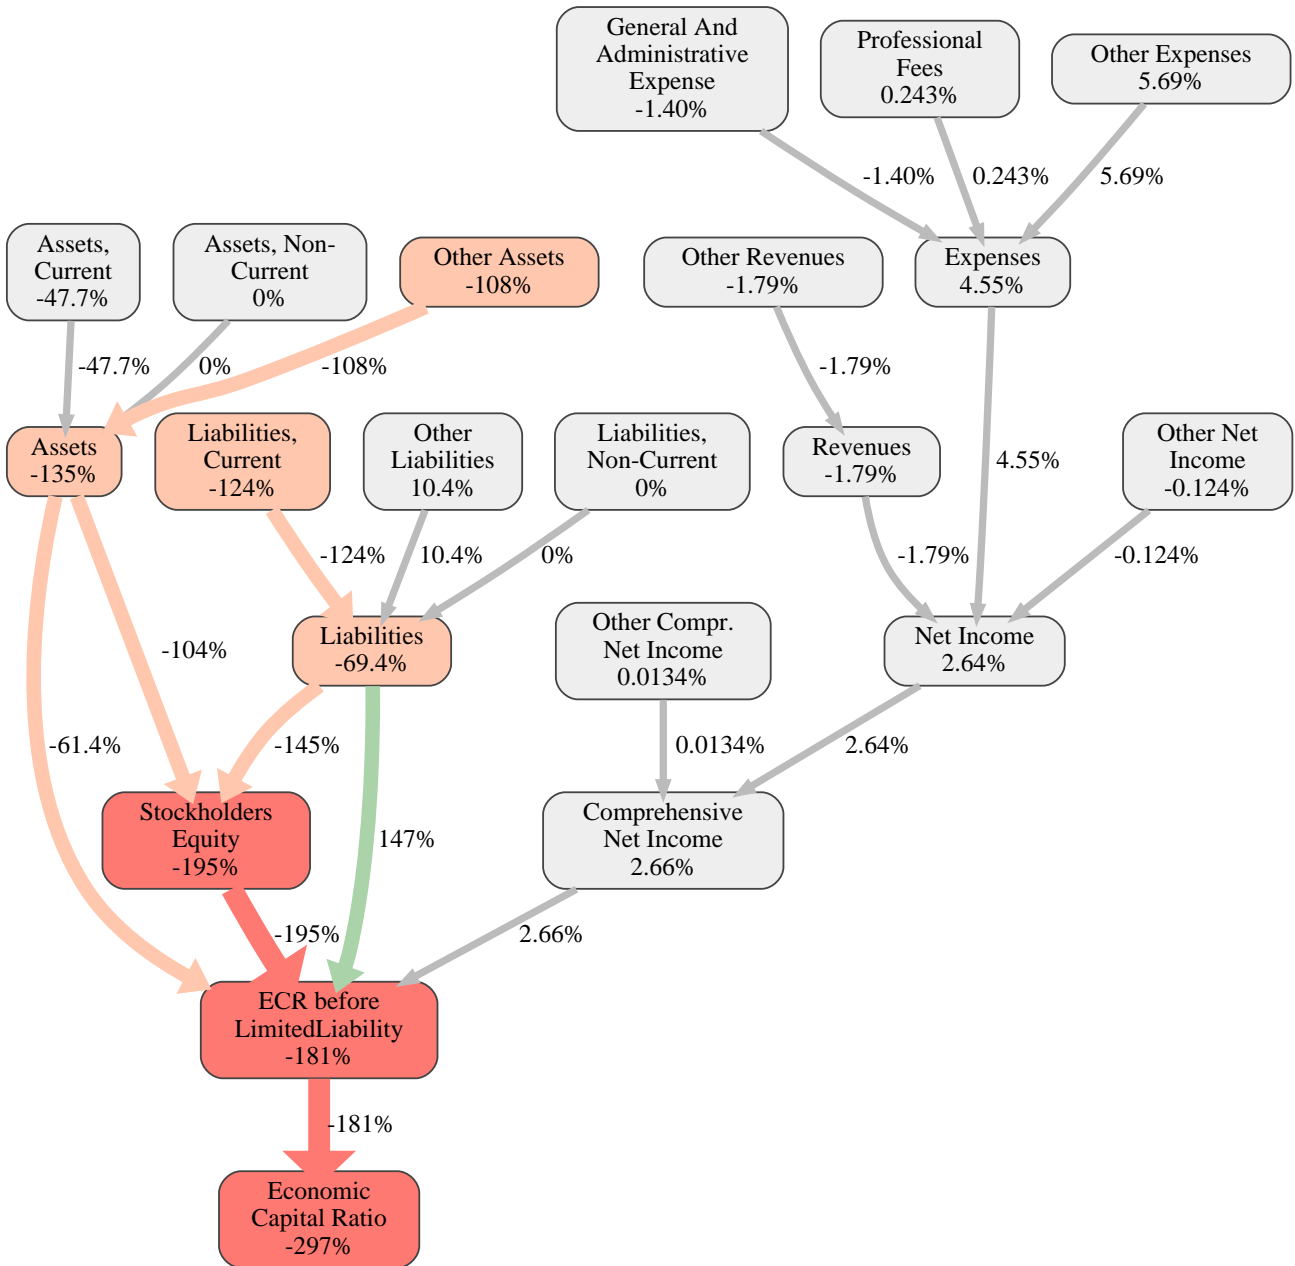 General And
Administrative
Expense
-1.40%
Professional
Fees
0.243%
Other Expenses
5.69%
-1.40%
0.243%
5.69%
Assets,
Current
-47.7%
Assets, Non-
Current
0%
Other Assets
-108%
Other Revenues
-1.79%
Expenses
4.55%
-47.7%
0%
-108%
-1.79%
Assets
-135%
Liabilities,
Current
-124%
Other
Liabilities
10.4%
Liabilities,
Non-Current
0%
Revenues
-1.79%
4.55%
Other Net
Income
-0.124%
-124%
10.4%
0%
-1.79%
-0.124%
Liabilities
-69.4%
Other Compr.
Net Income
0.0134%
Net Income
2.64%
-104%
-61.4%
-145%
0.0134%
2.64%
Stockholders
Equity
-195%
147%
Comprehensive
Net Income
2.66%
-195%
2.66%
ECR before
LimitedLiability
-181%
-181%
Economic
Capital Ratio
-297%